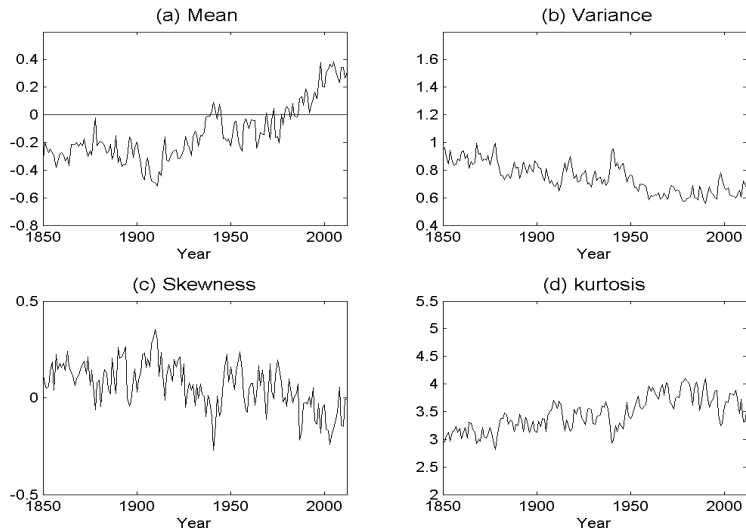 (a) Mean
0.4
0.2
0
-0.2
-0.4
-0.6
-0.8
1850 1900 1950 2000
Year
(b) Variance
1.6
1.4
1.2
1
0.8
0.6
0.4
1850 1900 1950 2000
Year
(c) Skewness
0.5
0
-0.5
1850 1900 1950 2000
Year
(d) kurtosis
5.5
5
4.5
4
3.5
3
2.5
2
1850 1900 1950 2000
Year